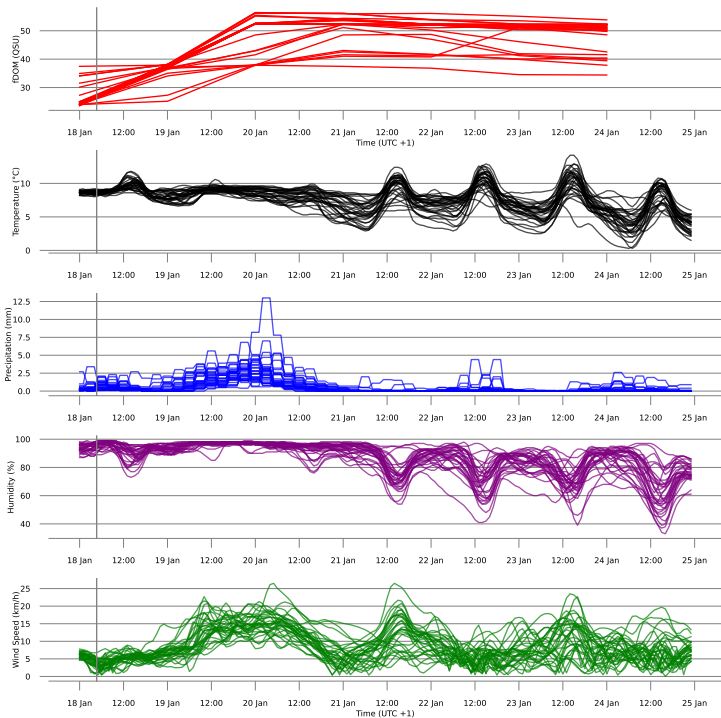 fDOM (QSU)
50
40
30
18 Jan 12:00 19 Jan 12:00 20 Jan 12:00 21 Jan 12:00 22 Jan 12:00 23 Jan 12:00 24 Jan 12:00 25 Jan
Time (UTC +1)
Temperature (°C)
10
5
0
18 Jan 12:00 19 Jan 12:00 20 Jan 12:00 21 Jan 12:00 22 Jan 12:00 23 Jan 12:00 24 Jan 12:00 25 Jan
Precipitation (mm)
12.5
10.0
7.5
5.0
2.5
0.0
18 Jan 12:00 19 Jan 12:00 20 Jan 12:00 21 Jan 12:00 22 Jan 12:00 23 Jan 12:00 24 Jan 12:00 25 Jan
Humidity (%)
100
80
60
40
18 Jan 12:00 19 Jan 12:00 20 Jan 12:00 21 Jan 12:00 22 Jan 12:00 23 Jan 12:00 24 Jan 12:00 25 Jan
Wind Speed (km/h)
25
20
15
10
5
0
18 Jan 12:00 19 Jan 12:00 20 Jan 12:00 21 Jan 12:00 22 Jan 12:00 23 Jan 12:00 24 Jan 12:00 25 Jan
Time (UTC +1)